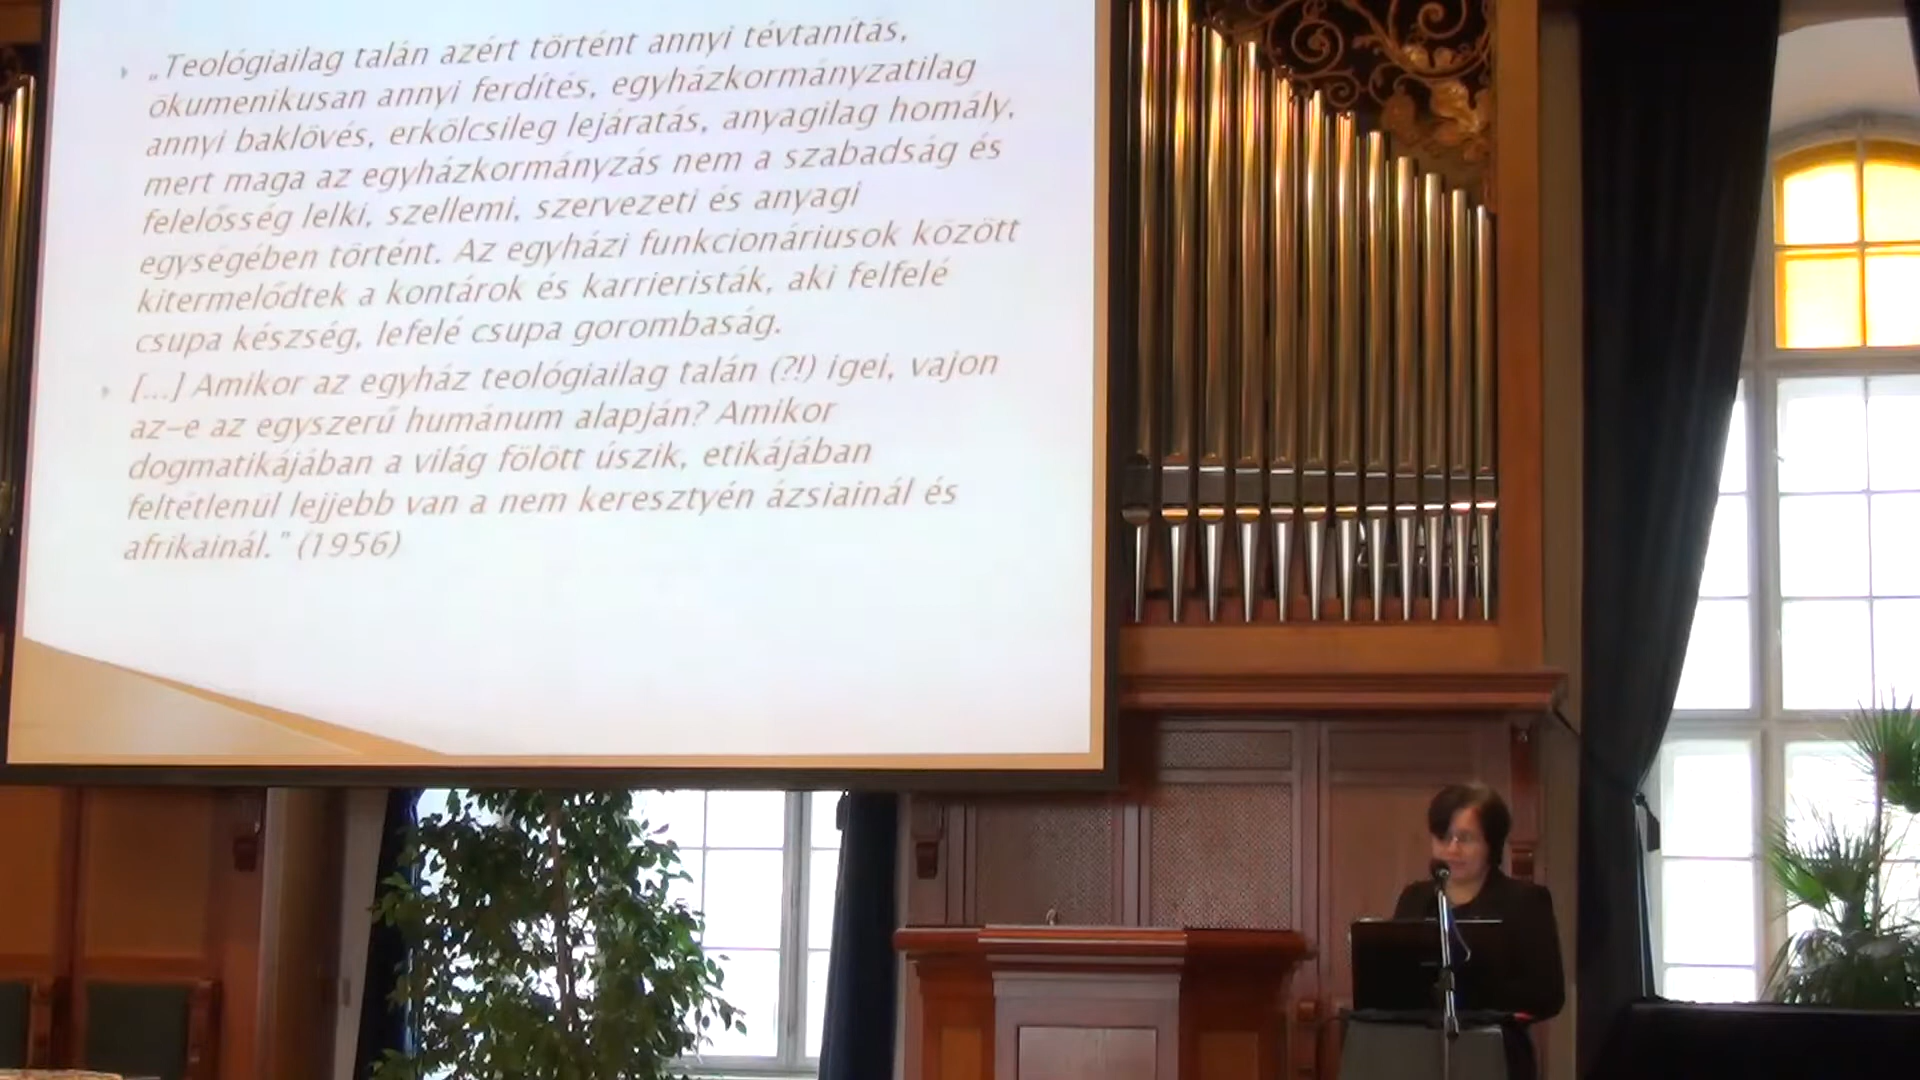 „Teológiailag talán azért történt annyi tévtanítás,
ökumenikusan annyi ferdítés, egyházkormányzatilag
annyi baklövés, erkölcsileg lejáratás, anyagilag homály,
mert maga az egyházkormányzás nem a szabadság és
felelősség lelki, szellemi, szervezeti és anyagi
egységében történt. Az egyházi funkcionáriusok között
kitermelődtek a kontárok és karrieristák, aki felfelé
csupa készség, lefelé csupa gorombaság.
[...] Amikor az egyház teológiailag talán (?!) igei, vajon
az-e az egyszerű humánum alapján? Amikor
dogmatikájában a világ fölött úszik, etikájában
feltétlenül lejjebb van a nem keresztyén ázsiainál és
afrikainál." (1956)